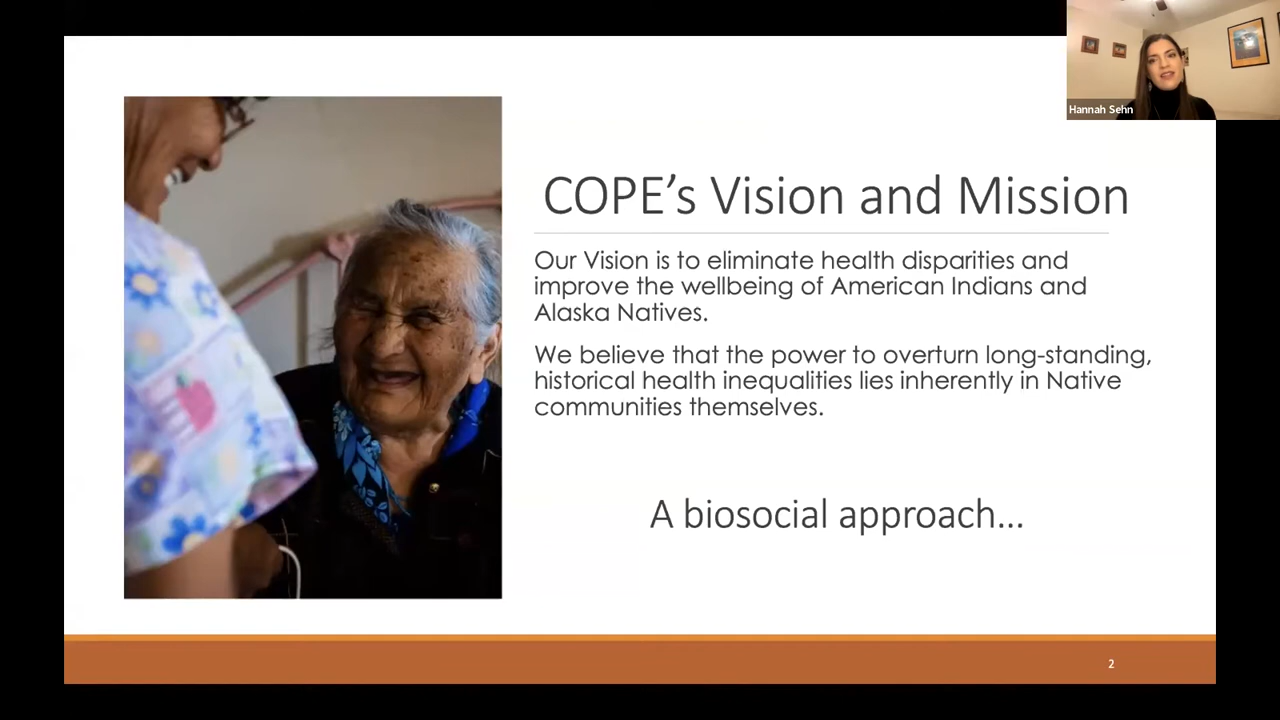 Hannah Sehn
COPE’s Vision and Mission
Our Vision is to eliminate health disparities and
improve the wellbeing of American Indians and
Alaska Natives.
We believe that the power to overturn long-standing,
historical health inequalities lies inherently in Native
communities themselves.
A biosocial approach...
2